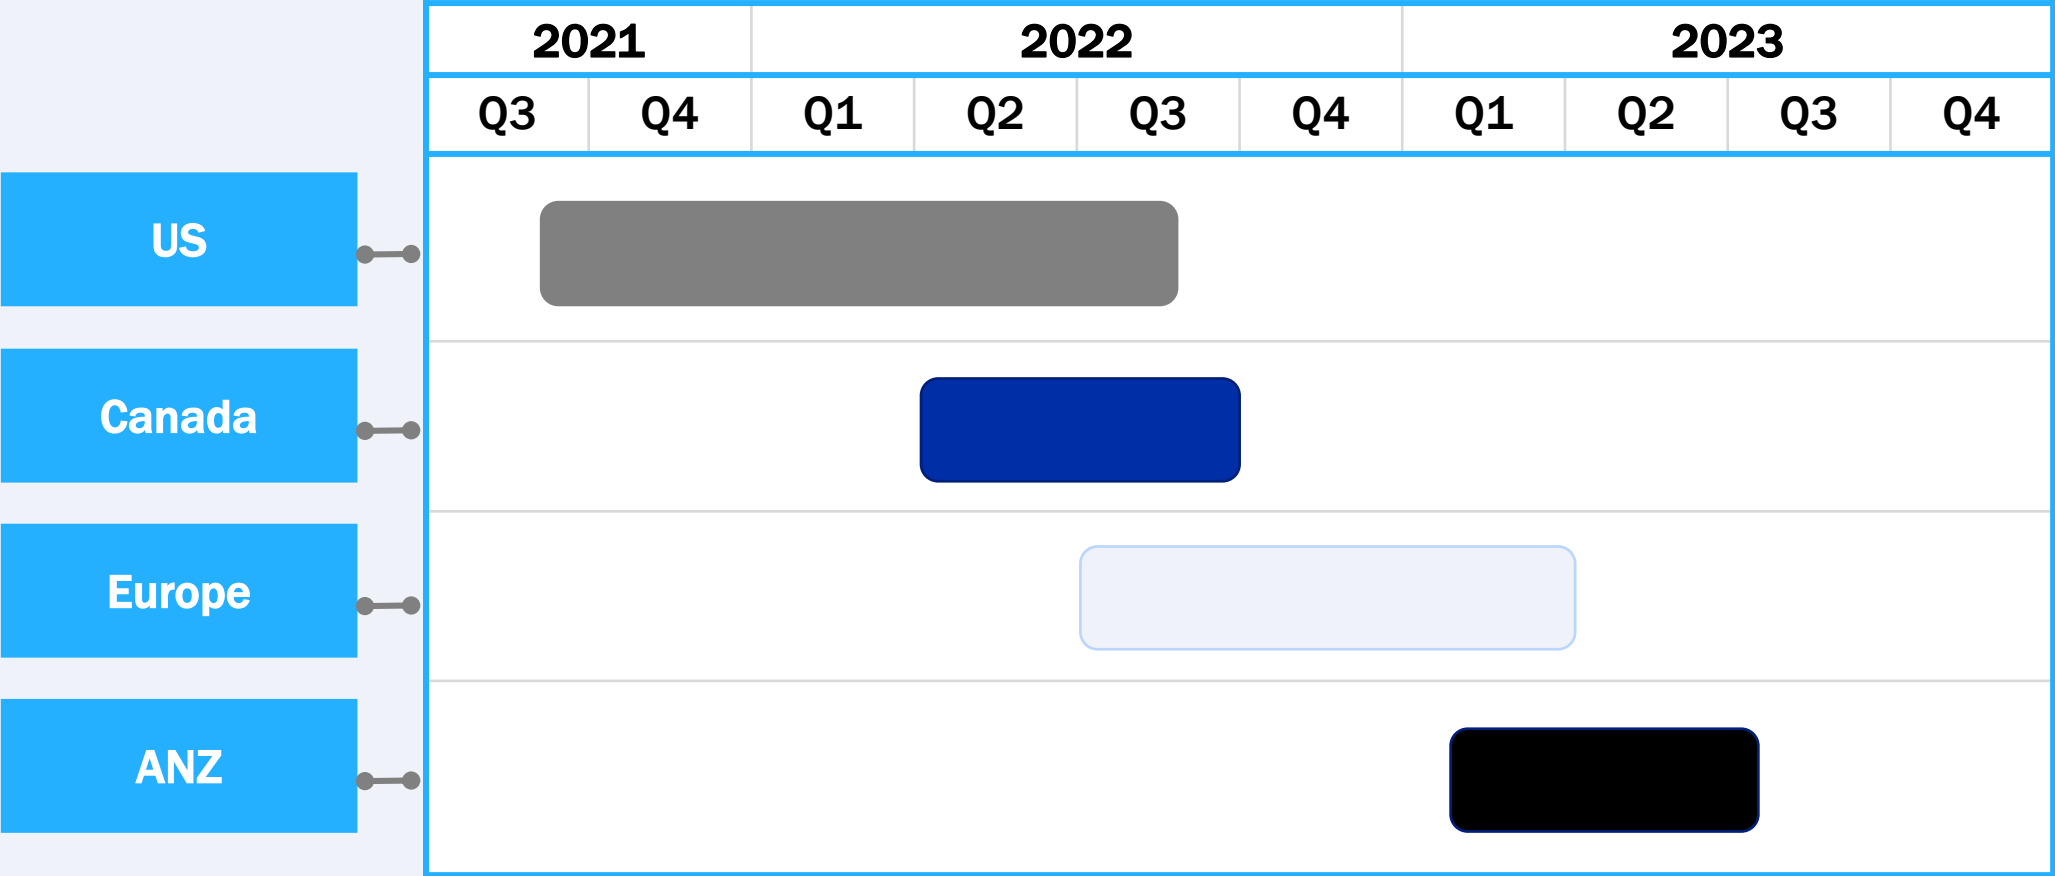 2021 2022 2023
Q3 Q4 Q1 Q2 Q3 Q4 Q1 Q2 Q3 Q4
US
Canada
Europe
ANZ